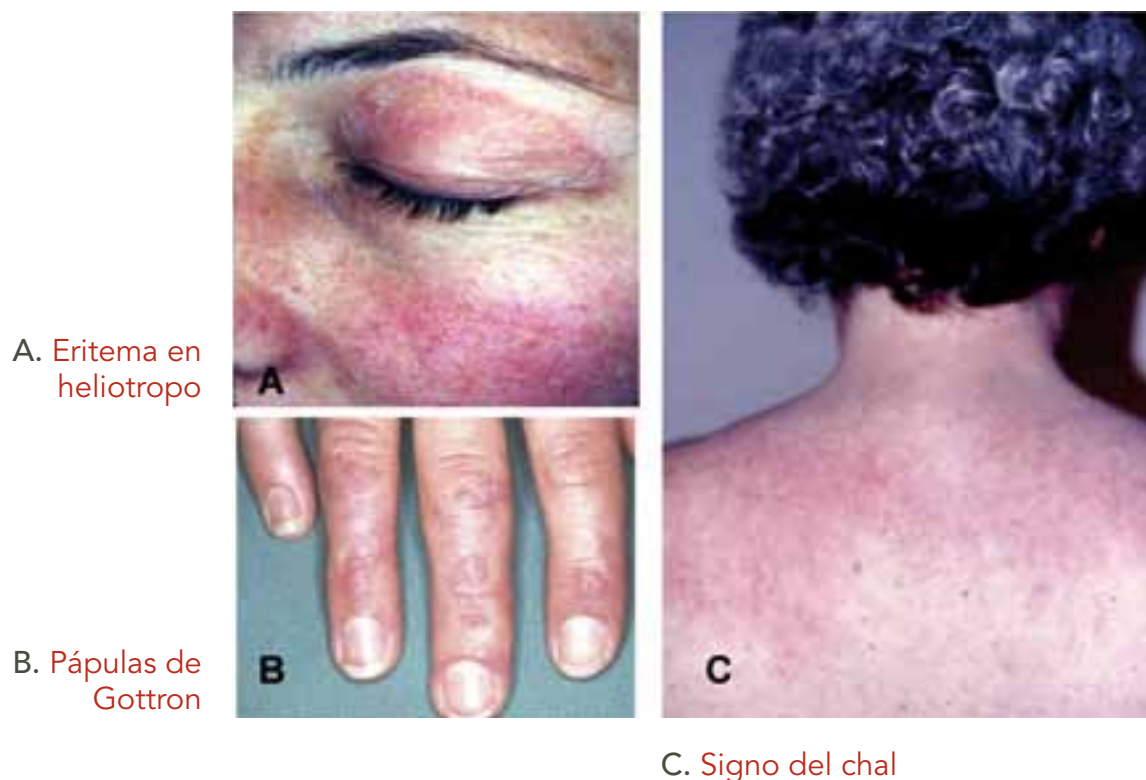 A. Eritema en
heliotropo
A
B. Pápulas de
Gottron
B
C
C. Signo del chal